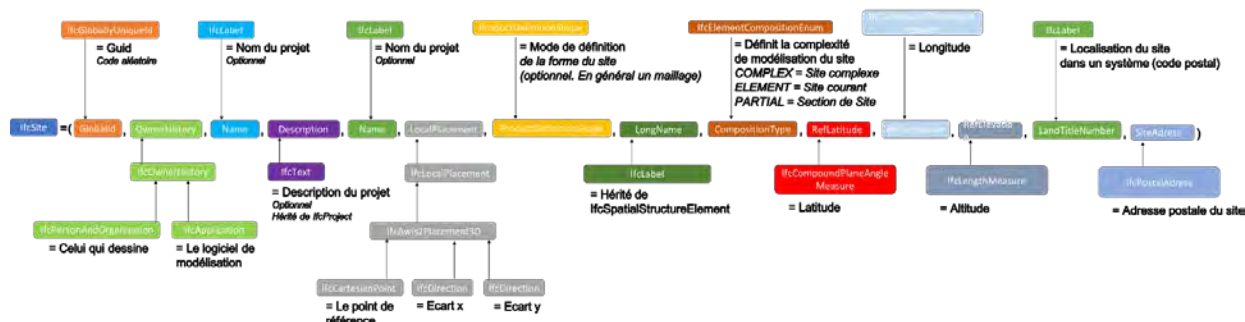 IfcGloballyUniqueId
IfcLabel
IfcLabel
IfcProductDefinitionShape
IfcElementCompositionEnum
IfcLabel
= Guid
Code aléatoire
= Nom du projet
Optionnel
= Nom du projet
Optionnel
= Mode de définition
de la forme du site
(optionnel. En général un maillage)
= Définit la complexité
de modélisation du site
COMPLEX = Site complexe
ELEMENT = Site courant
PARTIAL = Section de Site
= Longitude
= Localisation du site
dans un système (code postal)
IfcSite =( GlobalId , OwnerHistory , Name , Description , Name , LocalPlacement , , LongName , CompositionType , RefLatitude , , RefElevatio , LandTitleNumber , SiteAdress )
IfcOwnerHistory
IfcText
IfcLocalPlacement
IfcLabel
IfcCompoundPlaneAngle
Measure
IfcLengthMeasure
IfcPostalAdress
= Description du projet
Optionnel
Hérité de IfcProject
= Hérité de
IfcSpatialStructureElement
= Latitude
= Altitude
= Adresse postale du site
IfcPersonAndOrganisation
IfcApplication
IfcAwis2Placement3D
= Celui qui dessine
= Le logiciel de
modélisation
IfcCartesianPoint
IfcDirection
IfcDirection
= Le point de
référence
= Ecart x
= Ecart y